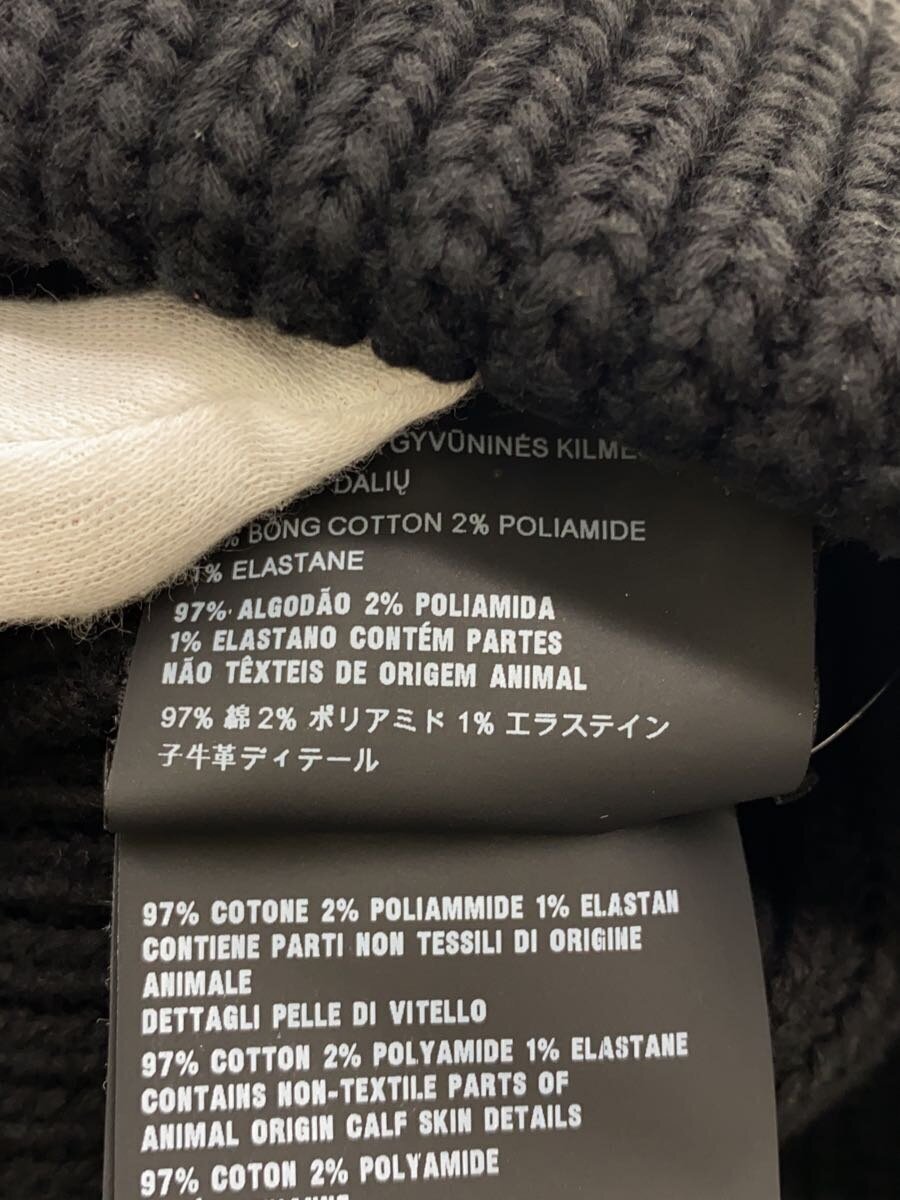 GYVŪNINĖS
DALIŲ
BÔNG COTTON 2% POLIAMIDE
1% ELASTANE
97% ALGODÃO 2% POLIAMIDA
1% ELASTANO CONTÉM PARTES
NÃO TÊXTEIS DE ORIGEM ANIMAL
97% 綿 2% ポリアミド 1% エラステイン
子牛革ディテール
97% COTONE 2% POLIAMMIDE 1% ELASTAN
CONTIENE PARTI NON TESSILI DI ORIGINE
ANIMALE
DETTAGLI PELLE DI VITELLO
97% COTTON 2% POLYAMIDE 1% ELASTANE
CONTAINS NON-TEXTILE PARTS OF
ANIMAL ORIGIN CALF SKIN DETAILS
97% COTON 2% POLYAMIDE